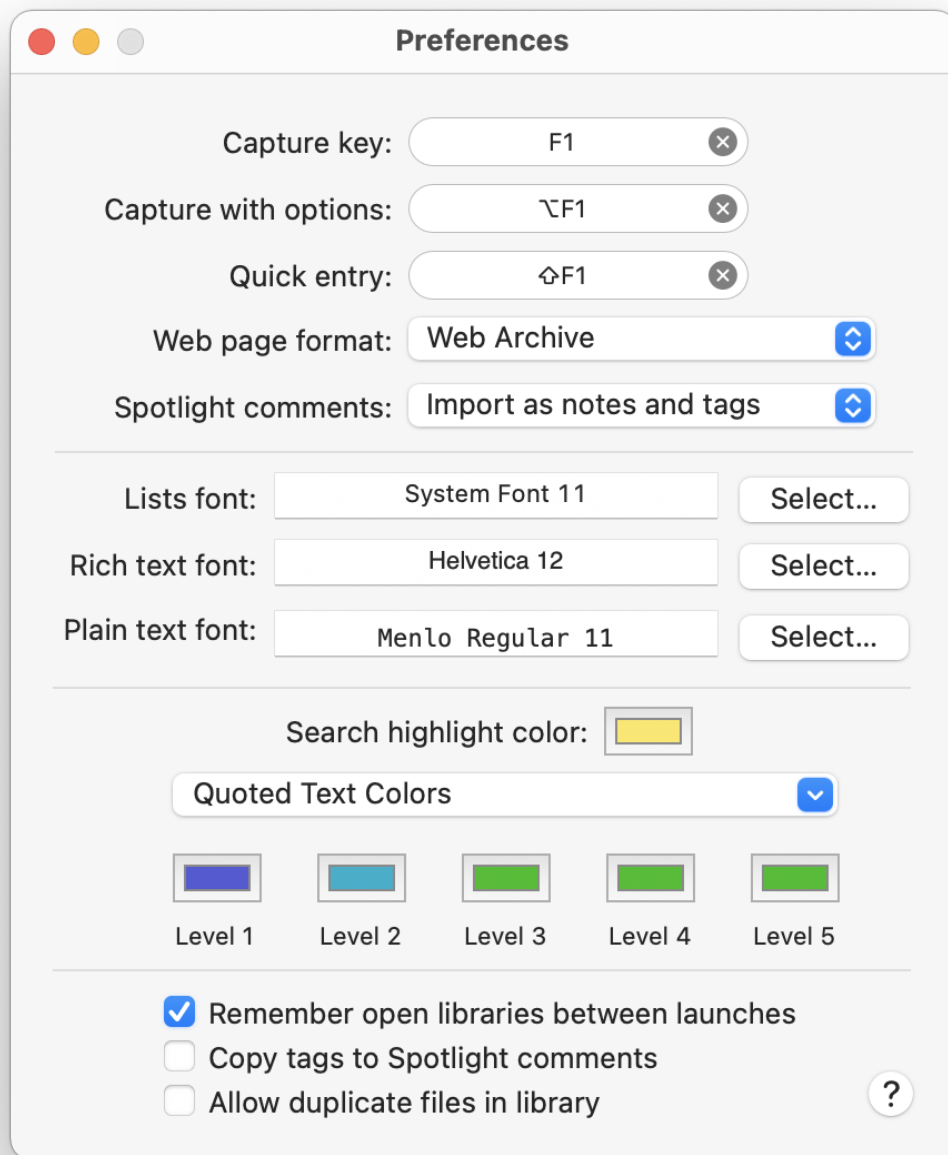 Preferences
Capture key: F1
Capture with options: ⌥F1
Quick entry: ⇧F1
Web page format: Web Archive
Spotlight comments: Import as notes and tags
Lists font: System Font 11 Select...
Rich text font: Helvetica 12 Select...
Plain text font: Menlo Regular 11 Select...
Search highlight color:
Quoted Text Colors
Level 1 Level 2 Level 3 Level 4 Level 5
Remember open libraries between launches
Copy tags to Spotlight comments
Allow duplicate files in library
?